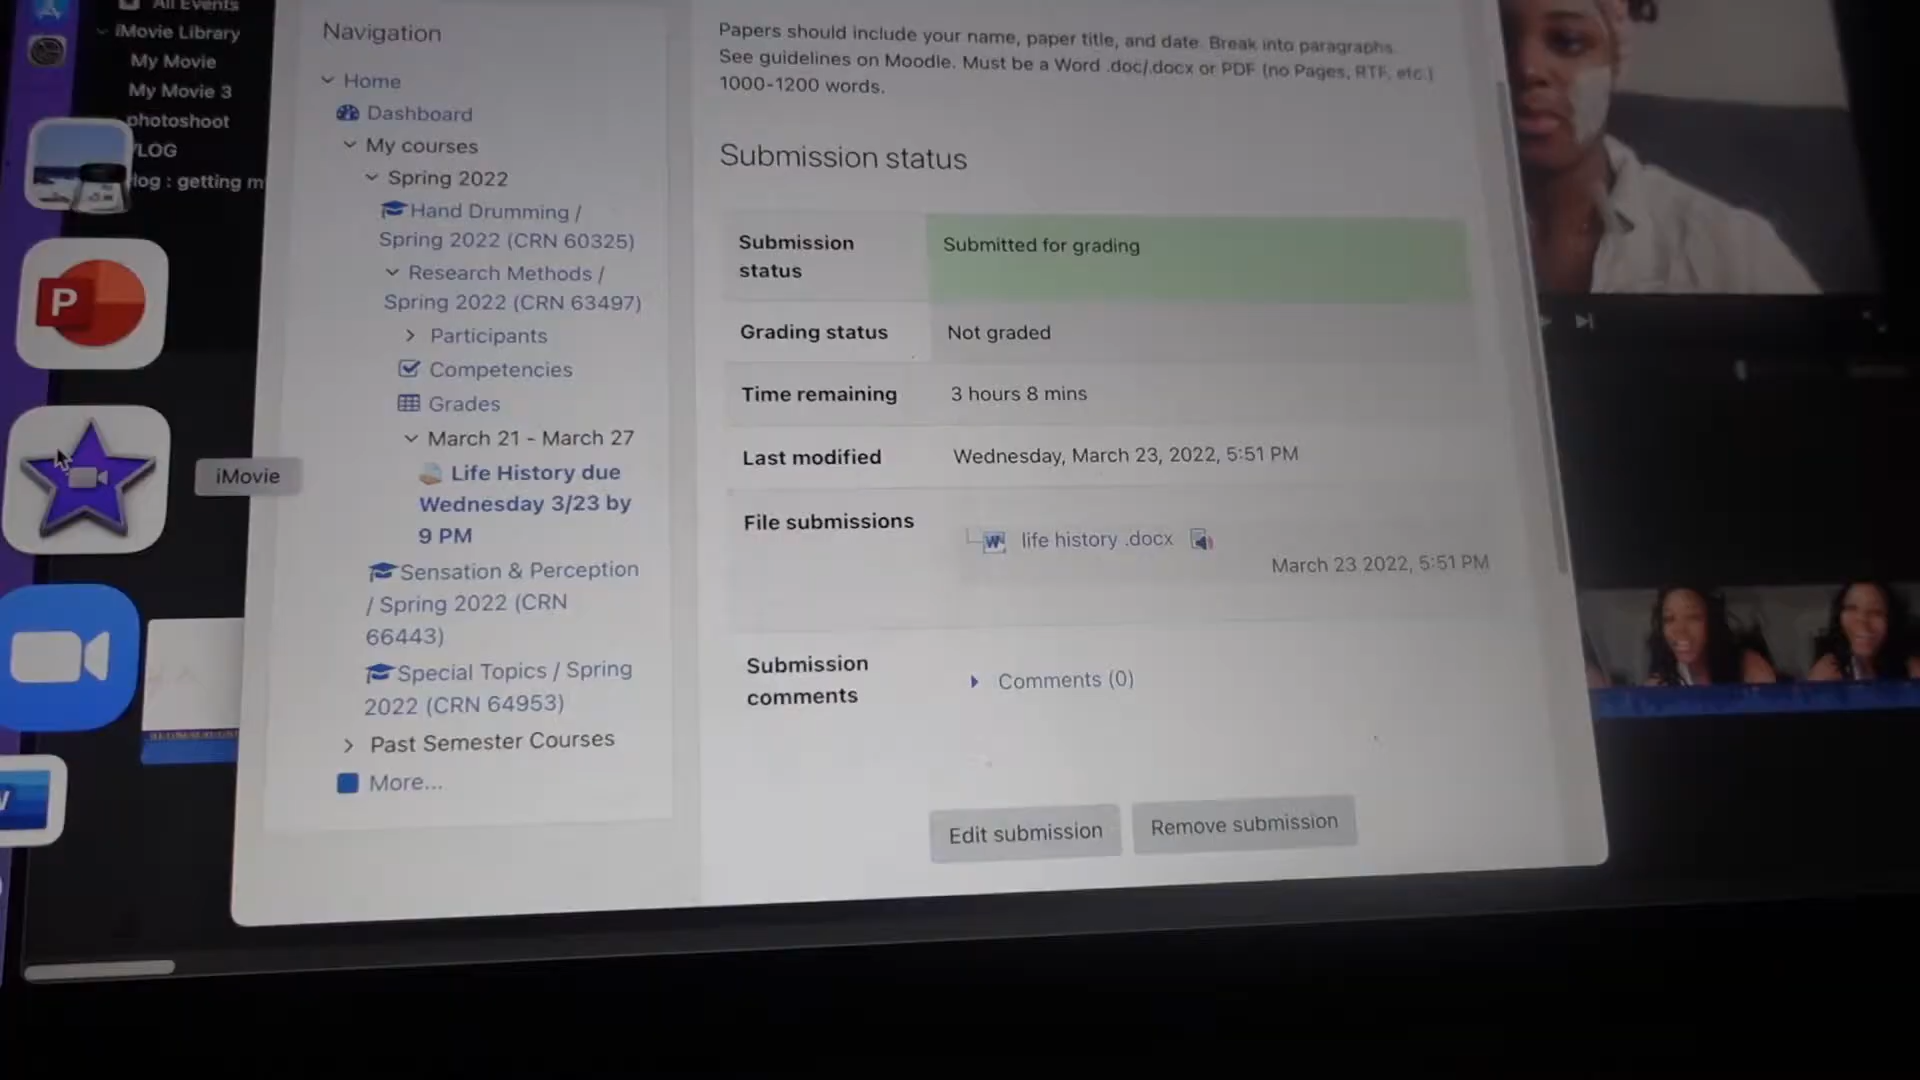 All Events
iMovie Library
My Movie
My Movie 3
photoshoot
VLOG
log : getting m
P
iMovie
W
Navigation
Home
Dashboard
My courses
Spring 2022
Hand Drumming /
Spring 2022 (CRN 60325)
Research Methods /
Spring 2022 (CRN 63497)
Participants
Competencies
Grades
March 21 - March 27
Life History due
Wednesday 3/23 by
9 PM
Sensation & Perception
/ Spring 2022 (CRN
66443)
Special Topics / Spring
2022 (CRN 64953)
Past Semester Courses
More...
Papers should include your name, paper title, and date. Break into paragraphs.
See guidelines on Moodle. Must be a Word .doc/.docx or PDF (no Pages, RTF, etc.)
1000-1200 words.
Submission status
Submission
status
Submitted for grading
Grading status
Not graded
Time remaining
3 hours 8 mins
Last modified
Wednesday, March 23, 2022, 5:51 PM
File submissions
W
life history .docx
March 23 2022, 5:51 PM
Submission
comments
Comments (0)
Edit submission
Remove submission